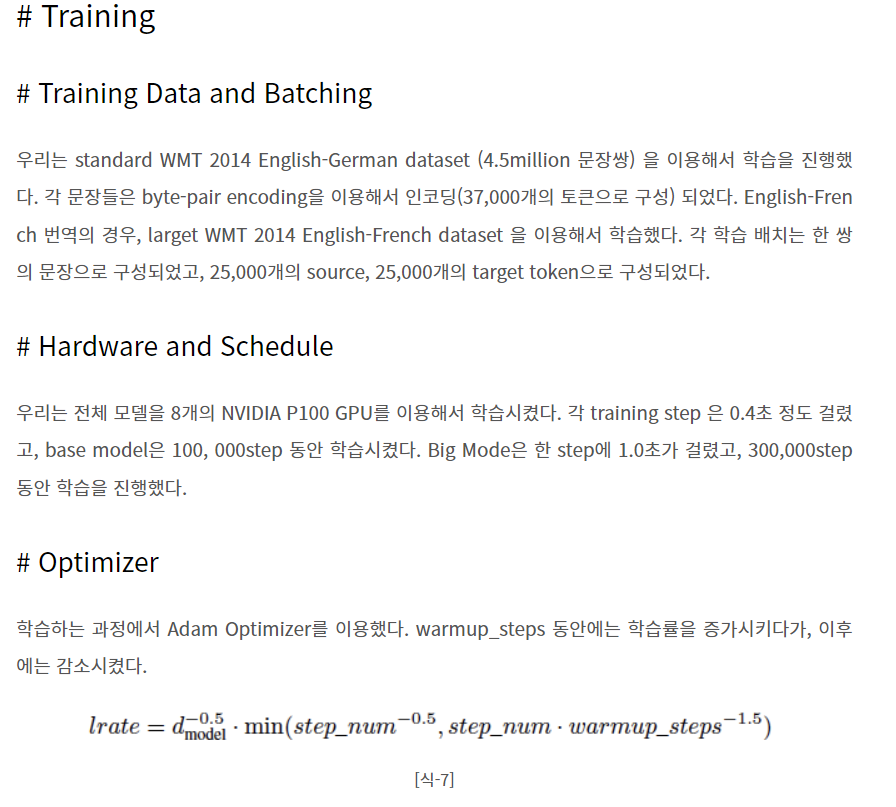 # Training
# Training Data and Batching
우리는 standard WMT 2014 English-German dataset (4.5million 문장쌍) 을 이용해서 학습을 진행했
다. 각 문장들은 byte-pair encoding을 이용해서 인코딩(37,000개의 토큰으로 구성) 되었다. English-Fren
ch 번역의 경우, larget WMT 2014 English-French dataset 을 이용해서 학습했다. 각 학습 배치는 한 쌍
의 문장으로 구성되었고, 25,000개의 source, 25,000개의 target token으로 구성되었다.
# Hardware and Schedule
우리는 전체 모델을 8개의 NVIDIA P100 GPU를 이용해서 학습시켰다. 각 training step 은 0.4초 정도 걸렸
고, base model은 100, 000step 동안 학습시켰다. Big Mode은 한 step에 1.0초가 걸렸고, 300,000step
동안 학습을 진행했다.
# Optimizer
학습하는 과정에서 Adam Optimizer를 이용했다. warmup_steps 동안에는 학습률을 증가시키다가, 이후
에는 감소시켰다.
$lrate = d_{\text{model}}^{-0.5} \cdot \min(step\_num^{-0.5}, step\_num \cdot warmup\_steps^{-1.5})$
[식-7]